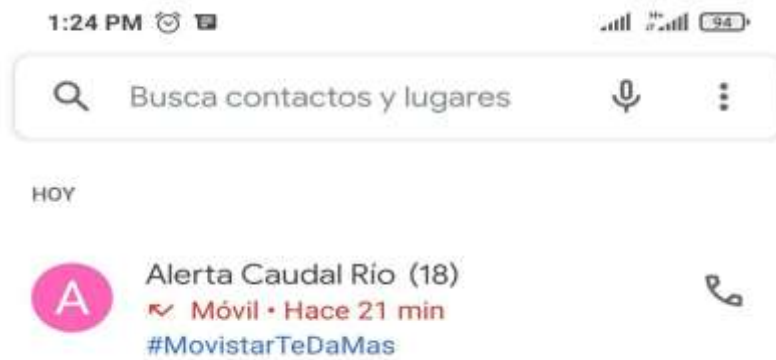 1:24 PM 94
Busca contactos y lugares
HOY
A
Alerta Caudal Río (18)
Móvil • Hace 21 min
#MovistarTeDaMas